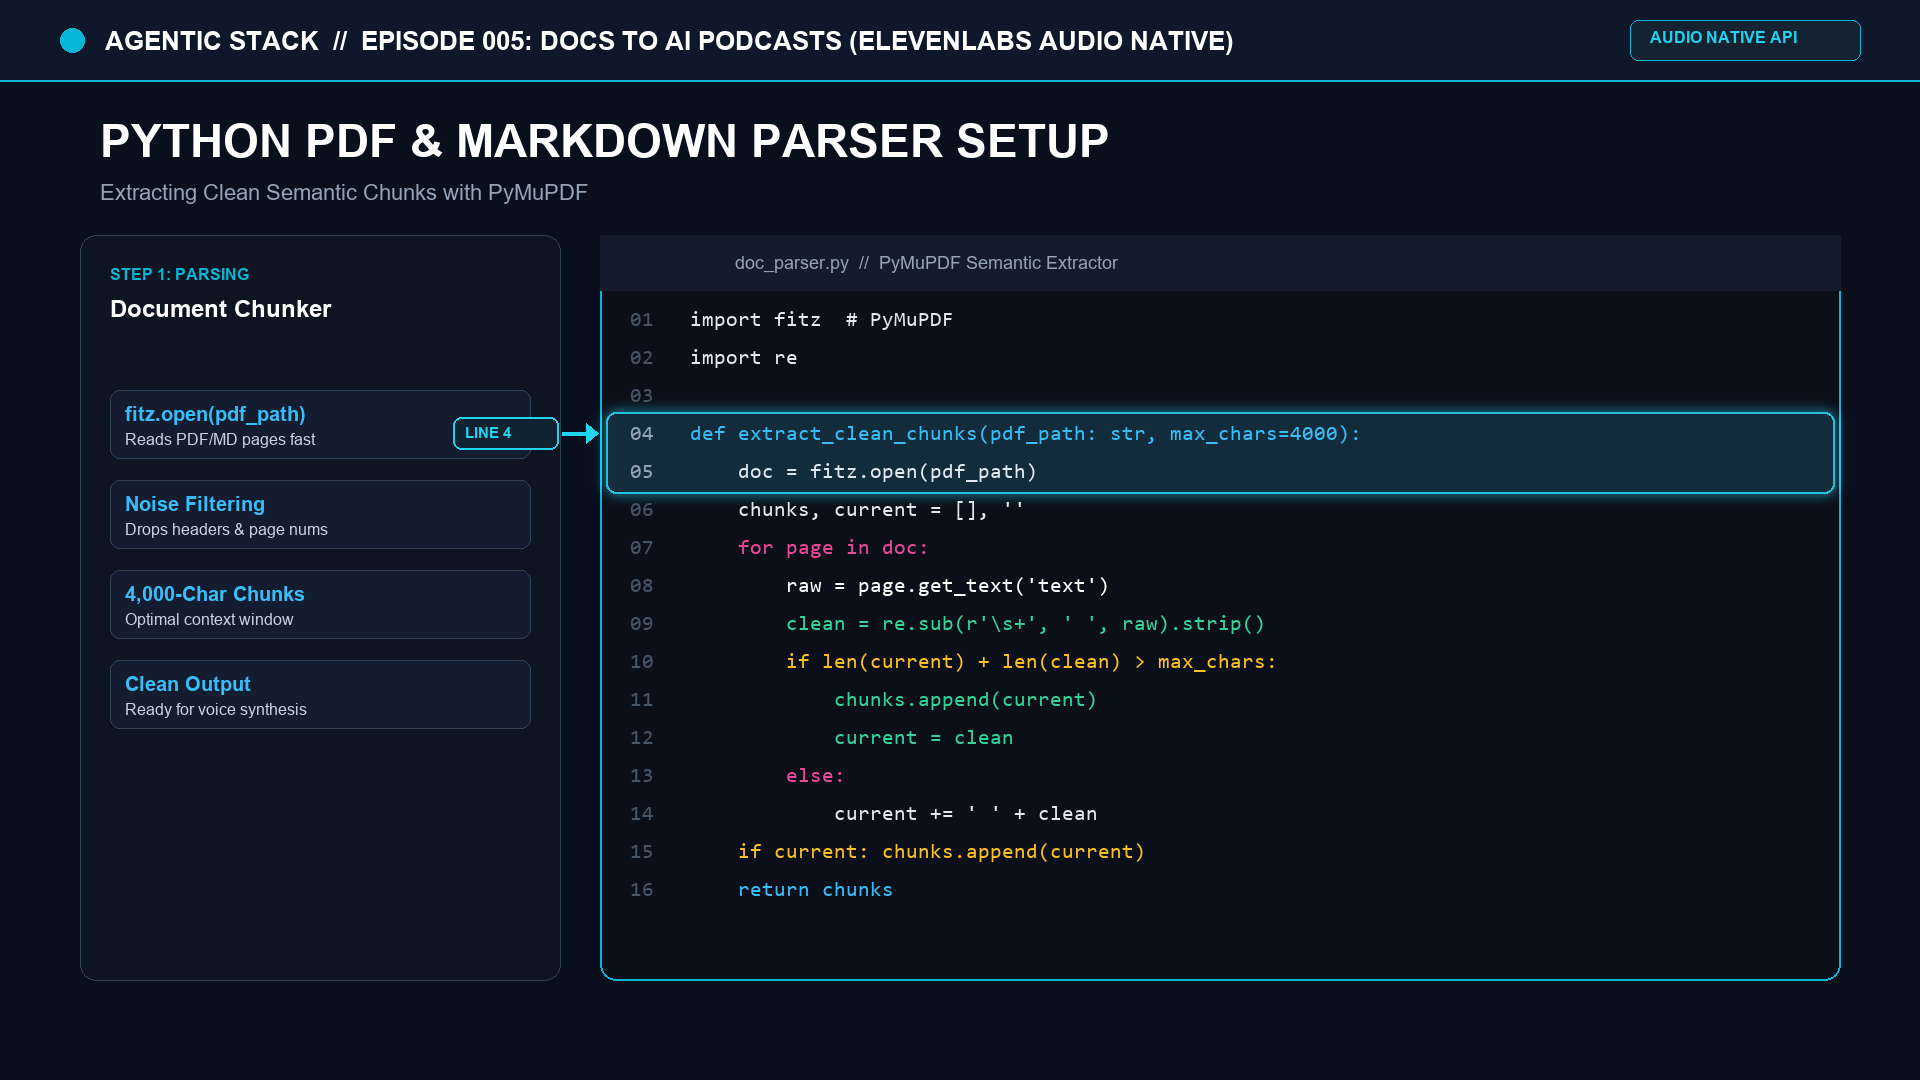 AGENTIC STACK // EPISODE 005: DOCS TO AI PODCASTS (ELEVENLABS AUDIO NATIVE)
AUDIO NATIVE API
PYTHON PDF & MARKDOWN PARSER SETUP
Extracting Clean Semantic Chunks with PyMuPDF
STEP 1: PARSING
Document Chunker
fitz.open(pdf_path)
Reads PDF/MD pages fast
LINE 4
Noise Filtering
Drops headers & page nums
4,000-Char Chunks
Optimal context window
Clean Output
Ready for voice synthesis
doc_parser.py // PyMuPDF Semantic Extractor
01 import fitz  # PyMuPDF
02 import re
03
04 def extract_clean_chunks(pdf_path: str, max_chars=4000):
05     doc = fitz.open(pdf_path)
06     chunks, current = [], ''
07     for page in doc:
08         raw = page.get_text('text')
09         clean = re.sub(r'\s+', ' ', raw).strip()
10         if len(current) + len(clean) > max_chars:
11             chunks.append(current)
12             current = clean
13         else:
14             current += ' ' + clean
15     if current: chunks.append(current)
16     return chunks